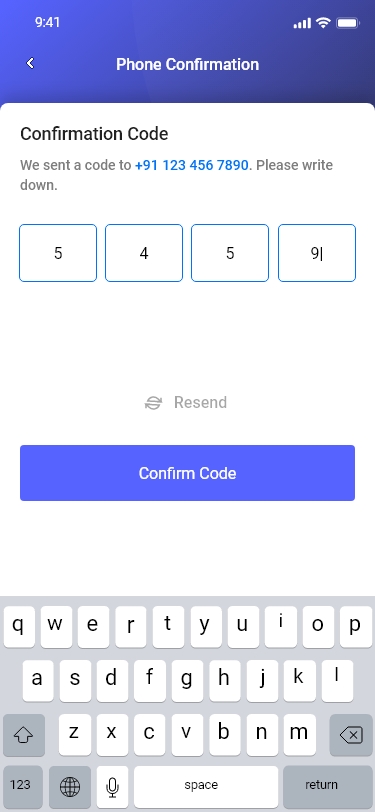 9:41
Phone Confirmation
Confirmation Code
We sent a code to +91 123 456 7890. Please write
down.
5 4 5 9
Resend
Confirm Code
q w e r t y u i o p
a s d f g h j k l
z x c v b n m
123 space return